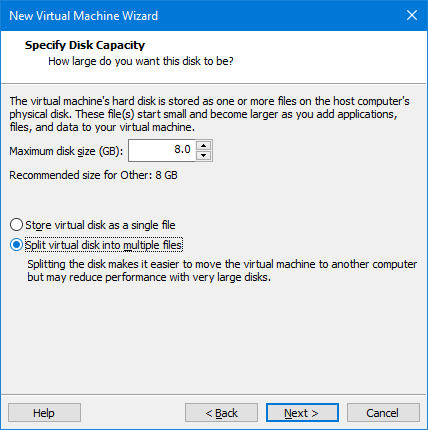 New Virtual Machine Wizard
Specify Disk Capacity
How large do you want this disk to be?
The virtual machine's hard disk is stored as one or more files on the host computer's
physical disk. These file(s) start small and become larger as you add applications,
files, and data to your virtual machine.
Maximum disk size (GB): 8.0
Recommended size for Other: 8 GB
Store virtual disk as a single file
Split virtual disk into multiple files
Splitting the disk makes it easier to move the virtual machine to another computer
but may reduce performance with very large disks.
Help < Back Next > Cancel